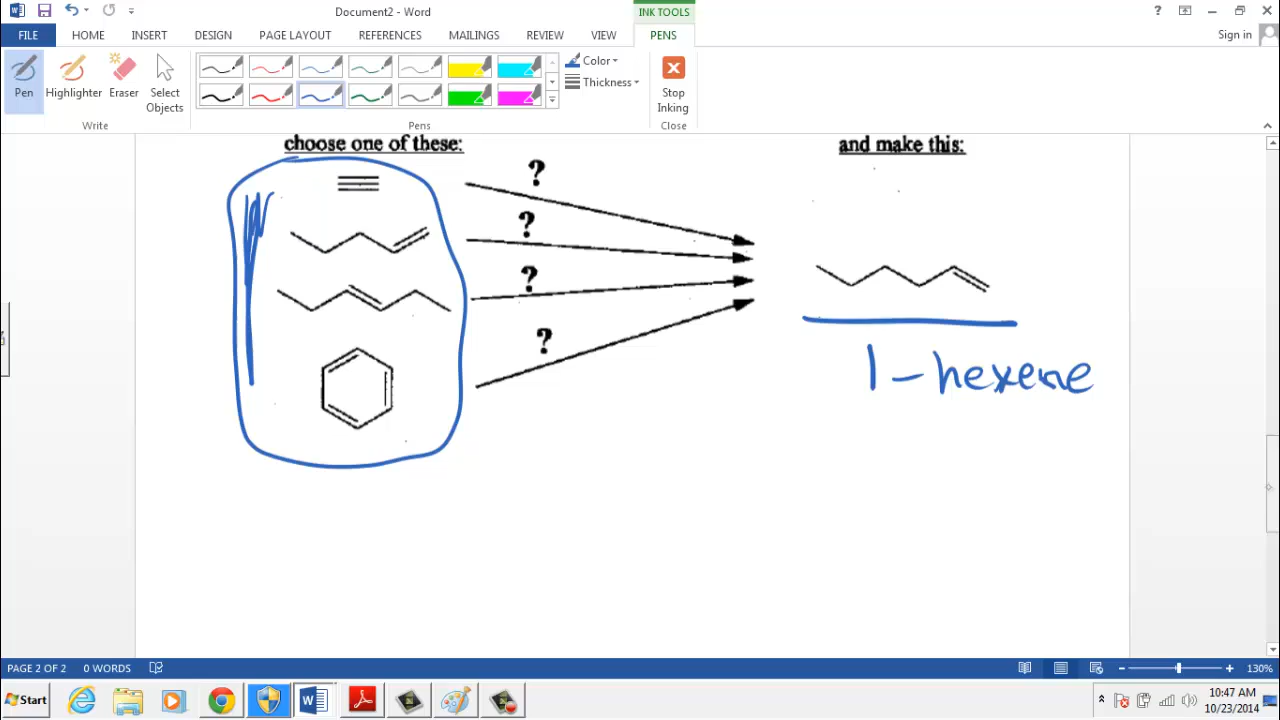 Document2 - Word
INK TOOLS
?
Sign in
FILE HOME INSERT DESIGN PAGE LAYOUT REFERENCES MAILINGS REVIEW VIEW PENS
Pen Highlighter Eraser Select Objects
Color
Thickness
Stop Inking
Write Pens Close
choose one of these:
and make this:
?
?
?
?
1-hexene
PAGE 2 OF 2 0 WORDS
130%
Start
10:47 AM
10/23/2014